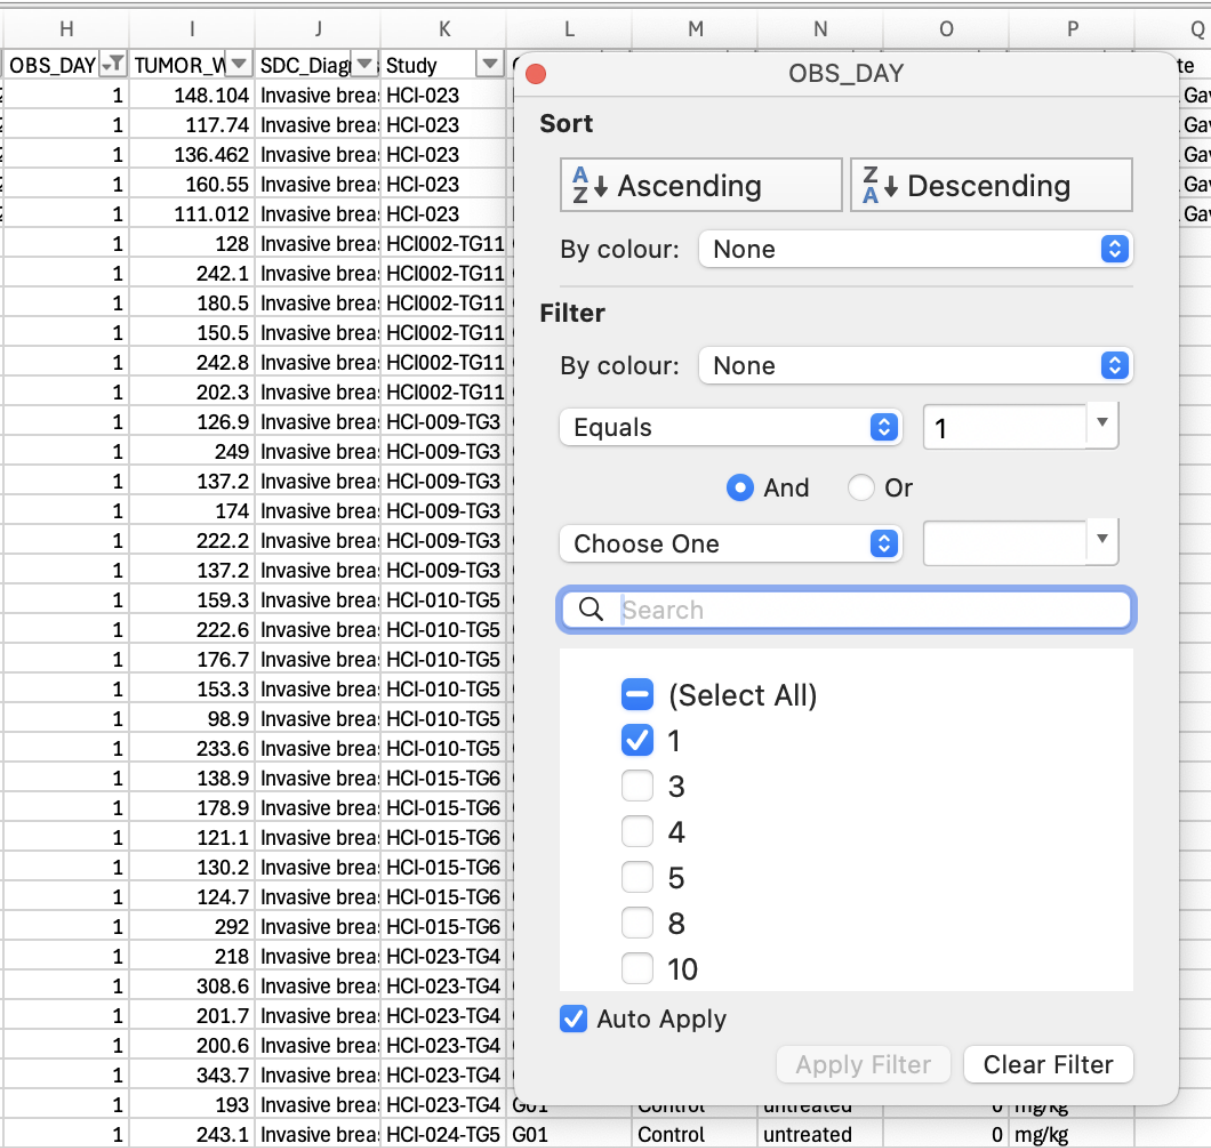 H I J K L M N O P Q
OBS_DAY TUMOR_W SDC_Diag Study te
1 148.104 Invasive brea HCI-023 Gav
1 117.74 Invasive brea HCI-023 Gav
1 136.462 Invasive brea HCI-023 Gav
1 160.55 Invasive brea HCI-023 Gav
1 111.012 Invasive brea HCI-023 Gav
1 128 Invasive brea HCI002-TG11
1 242.1 Invasive brea HCI002-TG11
1 180.5 Invasive brea HCI002-TG11
1 150.5 Invasive brea HCI002-TG11
1 242.8 Invasive brea HCI002-TG11
1 202.3 Invasive brea HCI002-TG11
1 126.9 Invasive brea HCI-009-TG3
1 249 Invasive brea HCI-009-TG3
1 137.2 Invasive brea HCI-009-TG3
1 174 Invasive brea HCI-009-TG3
1 222.2 Invasive brea HCI-009-TG3
1 137.2 Invasive brea HCI-009-TG3
1 159.3 Invasive brea HCI-010-TG5
1 222.6 Invasive brea HCI-010-TG5
1 176.7 Invasive brea HCI-010-TG5
1 153.3 Invasive brea HCI-010-TG5
1 98.9 Invasive brea HCI-010-TG5
1 233.6 Invasive brea HCI-010-TG5
1 138.9 Invasive brea HCI-015-TG6
1 178.9 Invasive brea HCI-015-TG6
1 121.1 Invasive brea HCI-015-TG6
1 130.2 Invasive brea HCI-015-TG6
1 124.7 Invasive brea HCI-015-TG6
1 292 Invasive brea HCI-015-TG6
1 218 Invasive brea HCI-023-TG4
1 308.6 Invasive brea HCI-023-TG4
1 201.7 Invasive brea HCI-023-TG4
1 200.6 Invasive brea HCI-023-TG4
1 343.7 Invasive brea HCI-023-TG4
1 193 Invasive brea HCI-023-TG4 G01 Control untreated 0 mg/kg
1 243.1 Invasive brea HCI-024-TG5 G01 Control untreated 0 mg/kg
OBS_DAY
Sort
A Z Ascending Z A Descending
By colour: None
Filter
By colour: None
Equals 1
And Or
Choose One
Search
(Select All)
1
3
4
5
8
10
Auto Apply
Apply Filter Clear Filter